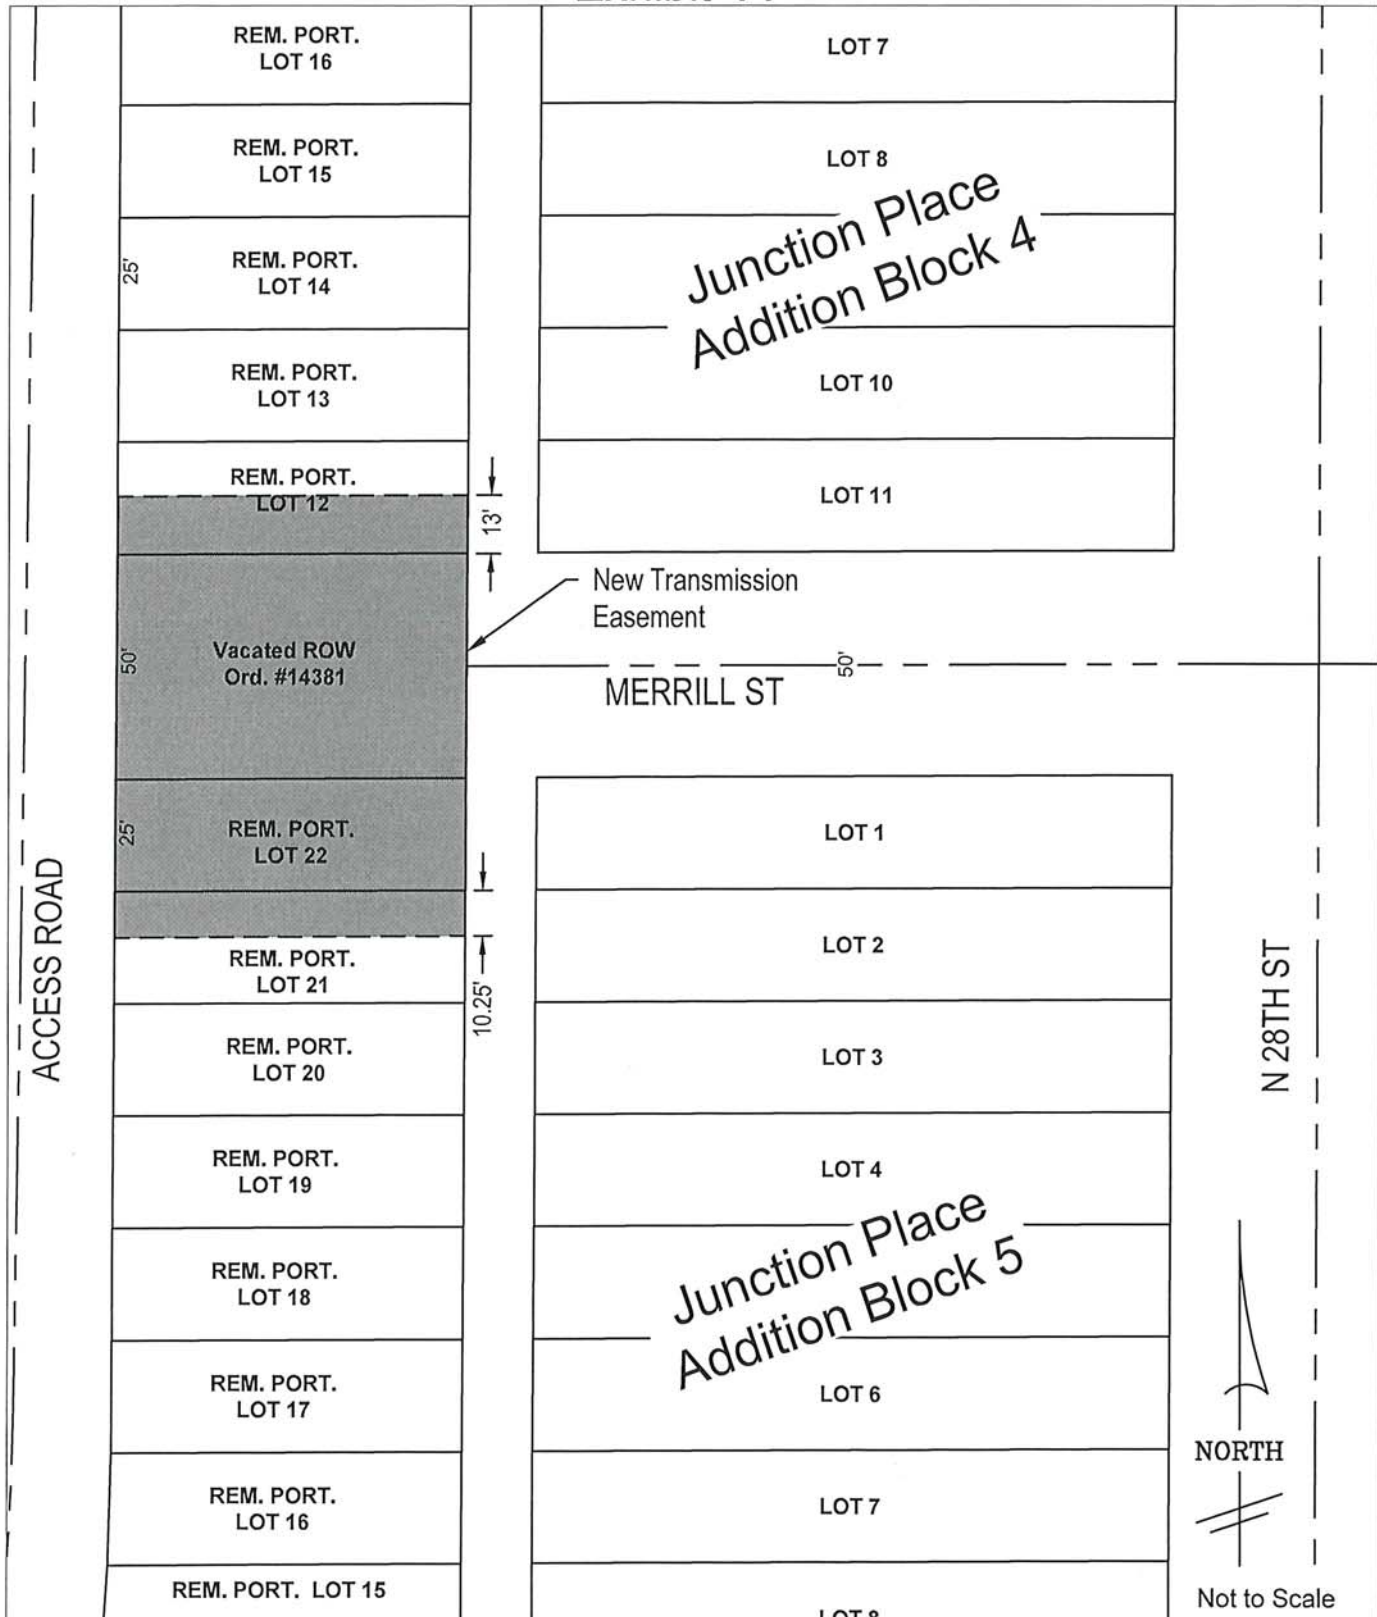 REM. PORT.
LOT 16
REM. PORT.
LOT 15
25'
REM. PORT.
LOT 14
REM. PORT.
LOT 13
REM. PORT.
LOT 12
13'
50'
Vacated ROW
Ord. #14381
25'
REM. PORT.
LOT 22
REM. PORT.
LOT 21
10.25'
REM. PORT.
LOT 20
REM. PORT.
LOT 19
REM. PORT.
LOT 18
REM. PORT.
LOT 17
REM. PORT.
LOT 16
REM. PORT. LOT 15
ACCESS ROAD
LOT 7
LOT 8
Junction Place
Addition Block 4
LOT 10
LOT 11
New Transmission
Easement
50'
MERRILL ST
LOT 1
LOT 2
LOT 3
LOT 4
Junction Place
Addition Block 5
LOT 6
LOT 7
LOT 8
N 28TH ST
NORTH
Not to Scale